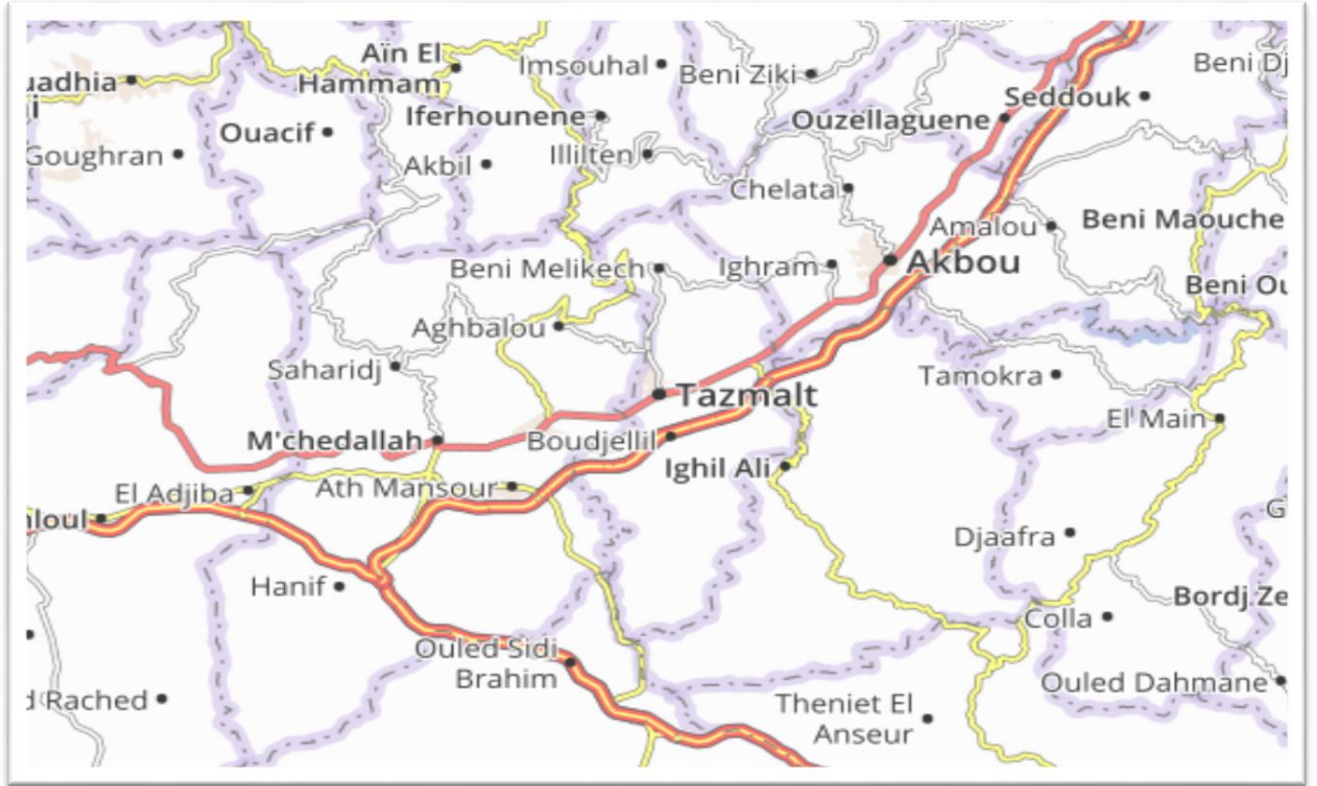 Aïn El
Hammam
Imsouhal
Beni Ziki
Beni Dj
uadhia
i
Seddouk
Iferhounene
Ouzellaguene
Ouacif
Goughran
Akbil
Illilten
Chelata
Amalou
Beni Maouche
Beni Melikech
Ighram
Akbou
Beni Ou
Aghbalou
Saharidj
Tamokra
Tazmalt
El Main
M'chedallah
Boudjellil
Ighil Ali
El Adjiba
Ath Mansour
hloul
G
Djaafra
Hanif
Bordj Ze
Colla
Ouled Sidi
Brahim
d Rached
Ouled Dahmane
Theniet El
Anseur